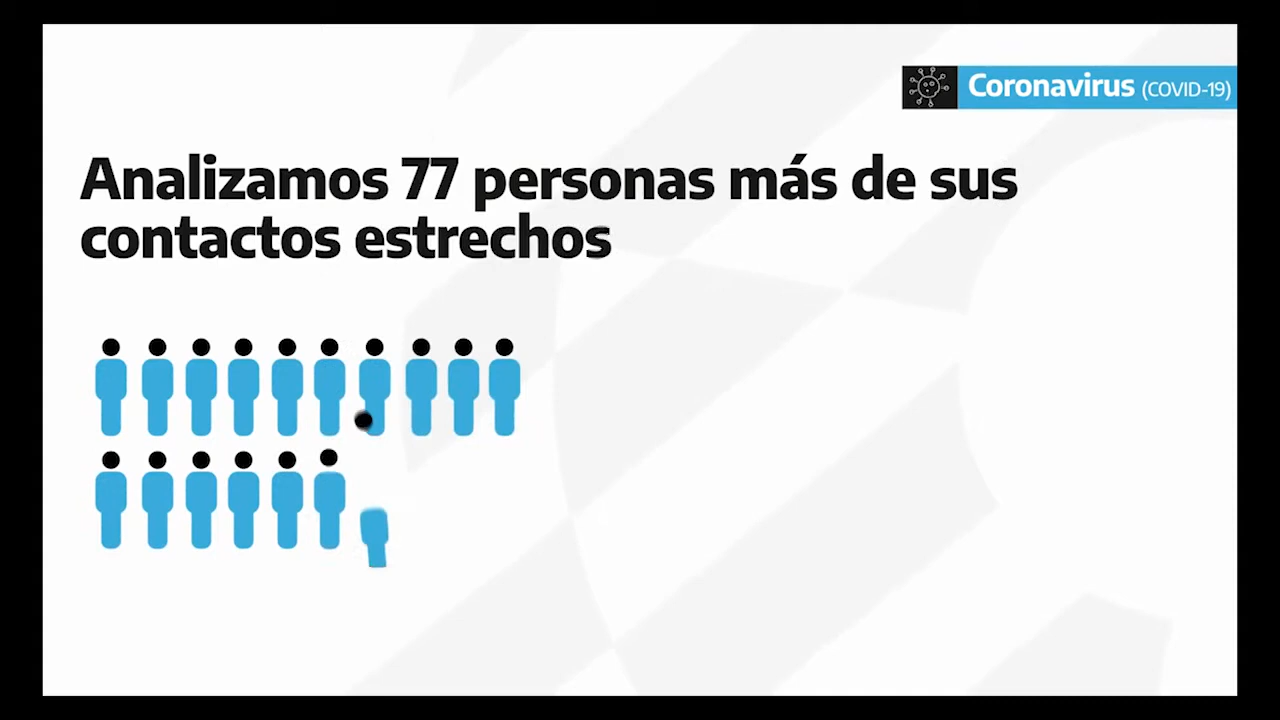 Coronavirus (COVID-19)
Analizamos 77 personas más de sus
contactos estrechos